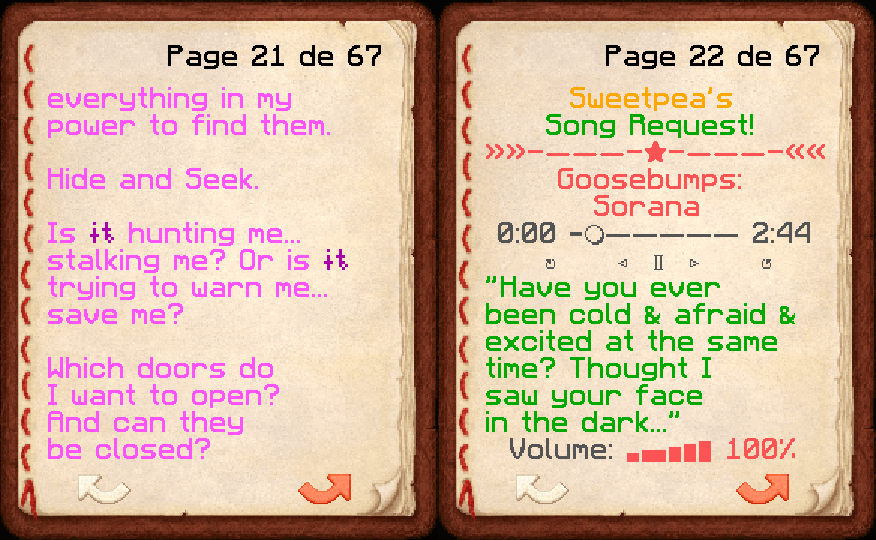 Page 21 de 67
everything in my
power to find them.
Hide and Seek.
Is it hunting me...
stalking me? Or is it
trying to warn me...
save me?
Which doors do
I want to open?
And can they
be closed?
Page 22 de 67
Sweetpea's
Song Request!
»»-———-★-———-««
Goosebumps:
Sorana
0:00 -○————— 2:44
↻ ◁ II ▷ ↺
"Have you ever
been cold & afraid &
excited at the same
time? Thought I
saw your face
in the dark..."
Volume: ▃▄▅▆▇ 100%